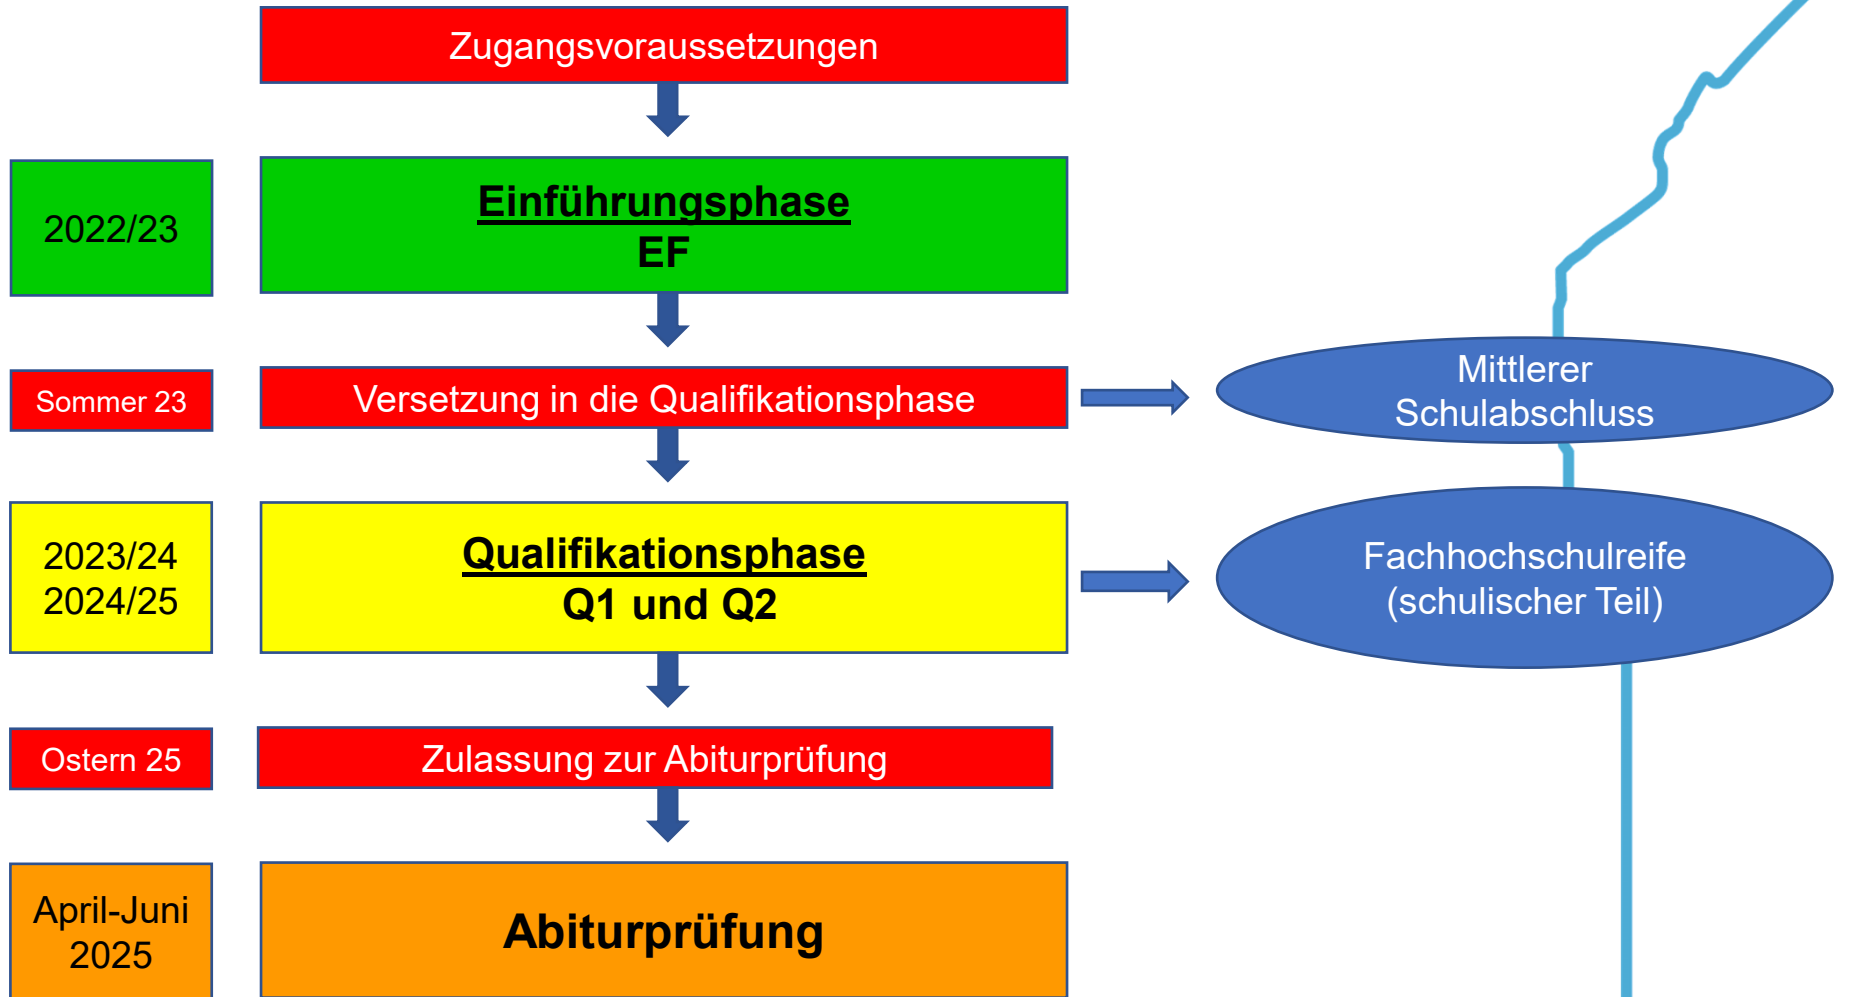 Zugangsvoraussetzungen
2022/23
Einführungsphase
EF
Sommer 23
Versetzung in die Qualifikationsphase
Mittlerer
Schulabschluss
2023/24
2024/25
Qualifikationsphase
Q1 und Q2
Fachhochschulreife
(schulischer Teil)
Ostern 25
Zulassung zur Abiturprüfung
April-Juni
2025
Abiturprüfung